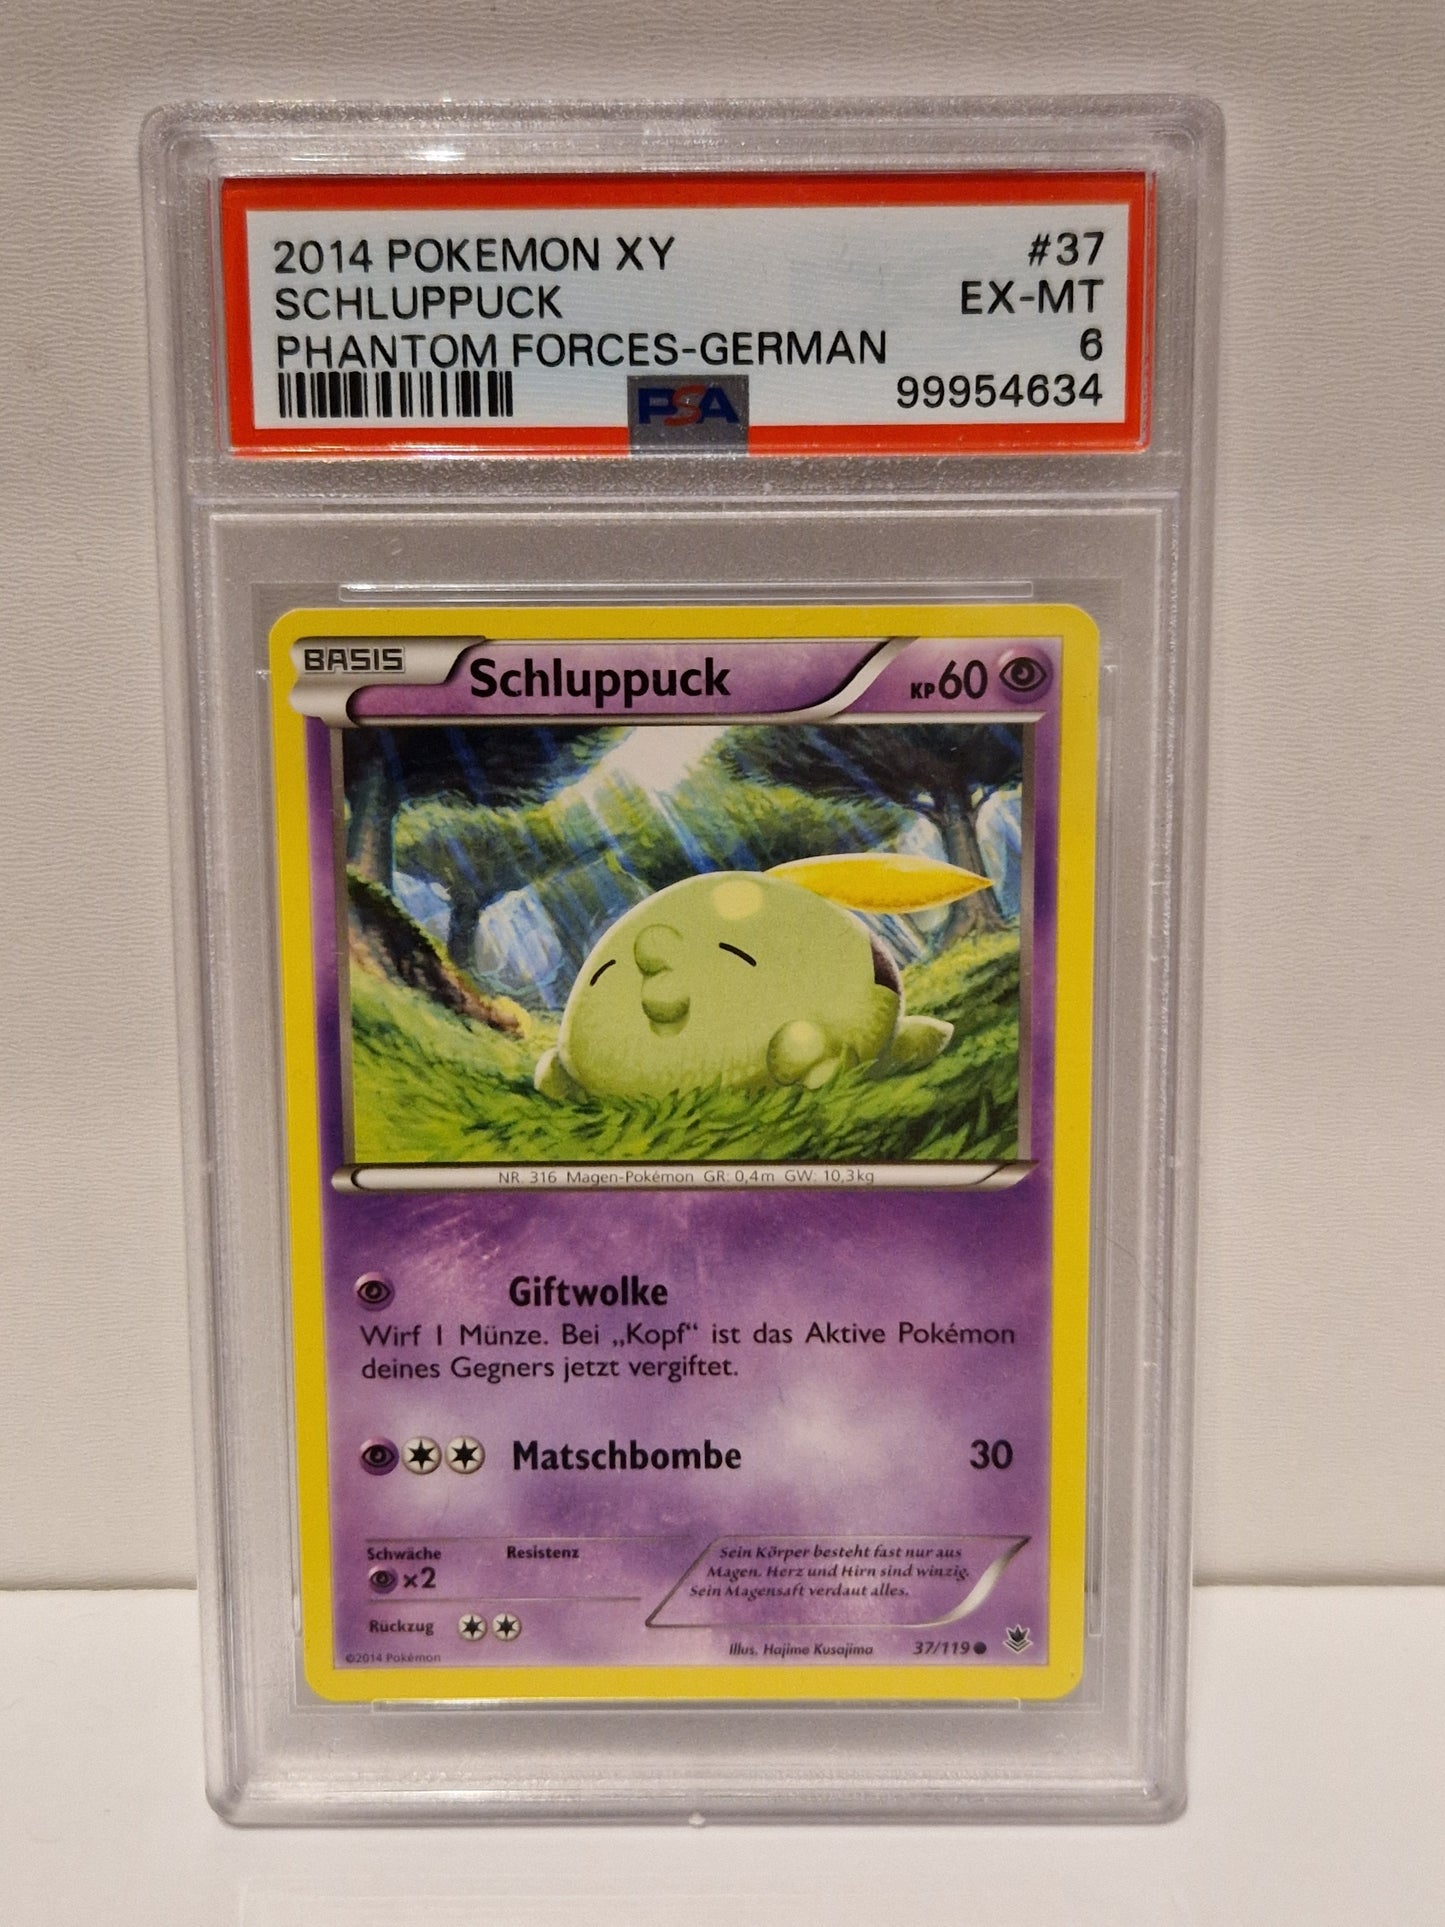 2014 POKEMON XY #37
SCHLUPPUCK EX-MT
PHANTOM FORCES-GERMAN 6
PSA 99954634
BASIS Schluppuck KP60
NR. 316 Magen-Pokémon GR: 0,4m GW: 10,3kg
Giftwolke
Wirf 1 Münze. Bei „Kopf“ ist das Aktive Pokémon
deines Gegners jetzt vergiftet.
Matschbombe 30
Schwäche Resistenz
×2
Rückzug
Sein Körper besteht fast nur aus
Magen. Herz und Hirn sind winzig.
Sein Magensaft verdaut alles.
Illus. Hajime Kusajima 37/119
©2014 Pokémon